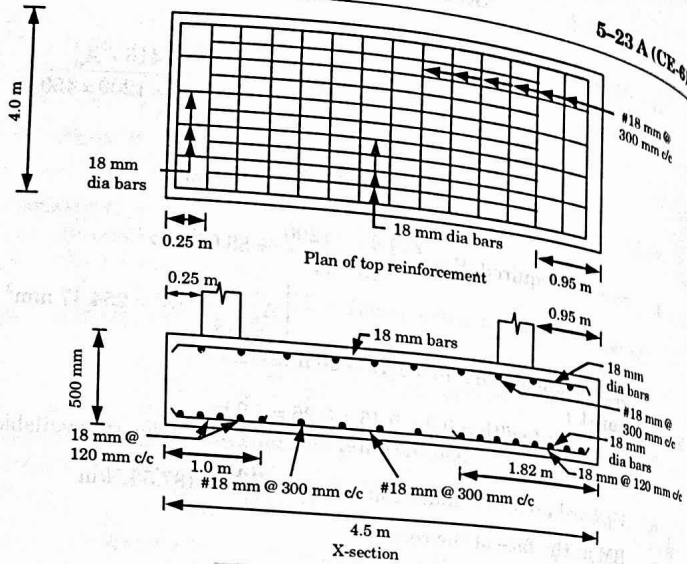 5–23 A (CE-6)
4.0 m
#18 mm @
300 mm c/c
18 mm
dia bars
18 mm dia bars
0.25 m
Plan of top reinforcement
0.95 m
0.25 m
0.95 m
18 mm bars
500 mm
18 mm
dia bars
#18 mm @
300 mm c/c
18 mm
dia bars
18 mm @
120 mm c/c
18 mm @ 120 mm c/c
1.0 m
1.82 m
#18 mm @ 300 mm c/c
#18 mm @ 300 mm c/c
4.5 m
X-section